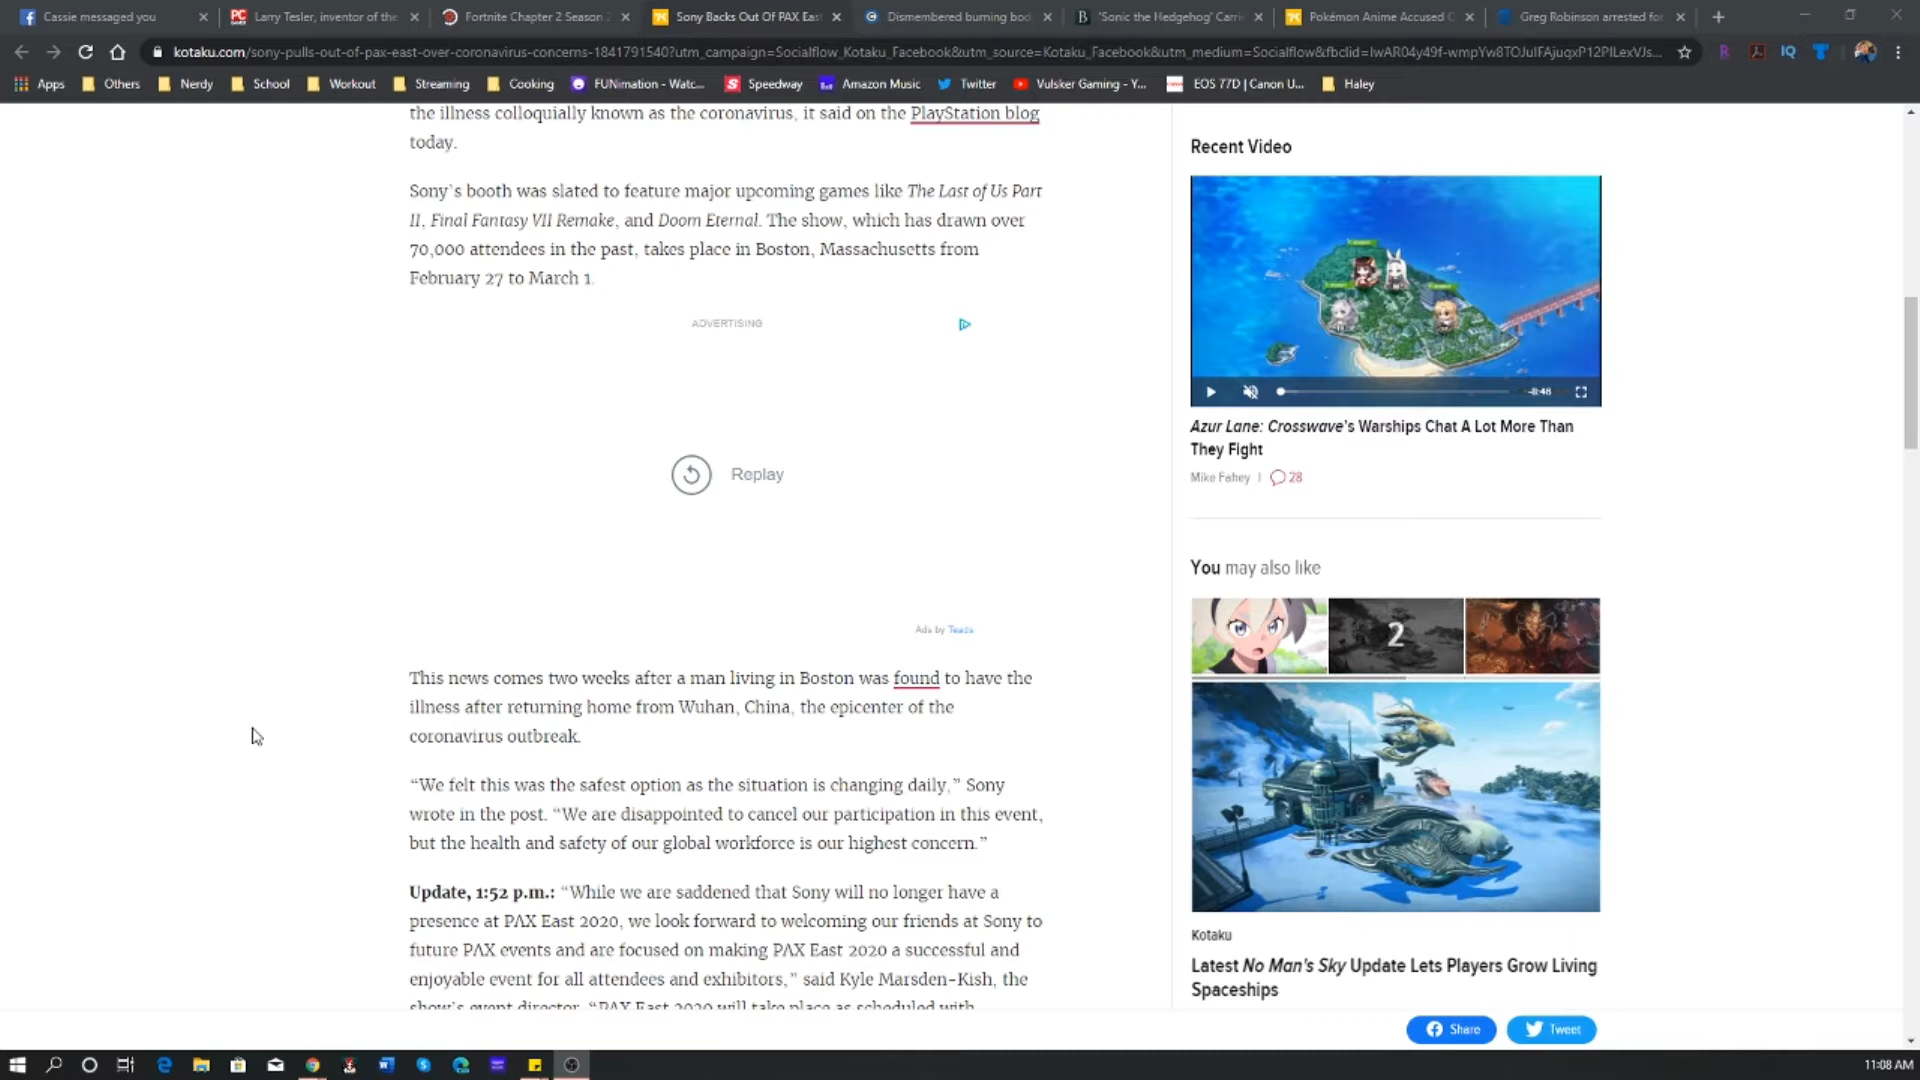 Cassie messaged you
Larry Tesler, inventor of the
Fortnite Chapter 2 Season 2
Sony Backs Out Of PAX East
Dismembered burning bod
'Sonic the Hedgehog' Carri
Pokémon Anime Accused O
Greg Robinson arrested for
kotaku.com/sony-pulls-out-of-pax-east-over-coronavirus-concerns-1841791540?utm_campaign=Socialflow_Kotaku_Facebook&utm_source=Kotaku_Facebook&utm_medium=Socialflow&fbclid=
Apps
Others
Nerdy
School
Workout
Streaming
Cooking
FUNimation - Watc...
Speedway
Amazon Music
Twitter
Vulsker Gaming - Y...
EOS 77D | Canon U...
Haley
the illness colloquially known as the coronavirus, it said on the PlayStation blog
today.
Sony's booth was slated to feature major upcoming games like The Last of Us Part
II, Final Fantasy VII Remake, and Doom Eternal. The show, which has drawn over
70,000 attendees in the past, takes place in Boston, Massachusetts from
February 27 to March 1.
ADVERTISING
Replay
Ads by Teads
This news comes two weeks after a man living in Boston was found to have the
illness after returning home from Wuhan, China, the epicenter of the
coronavirus outbreak.
“We felt this was the safest option as the situation is changing daily,” Sony
wrote in the post. “We are disappointed to cancel our participation in this event,
but the health and safety of our global workforce is our highest concern.”
Update, 1:52 p.m.: “While we are saddened that Sony will no longer have a
presence at PAX East 2020, we look forward to welcoming our friends at Sony to
future PAX events and are focused on making PAX East 2020 a successful and
enjoyable event for all attendees and exhibitors,” said Kyle Marsden-Kish, the
show's event director. “PAX East 2020 will take place as scheduled with
Recent Video
-8:48
Azur Lane: Crosswave's Warships Chat A Lot More Than
They Fight
Mike Fahey | 28
You may also like
2
Kotaku
Latest No Man's Sky Update Lets Players Grow Living
Spaceships
Share
Tweet
11:08 AM